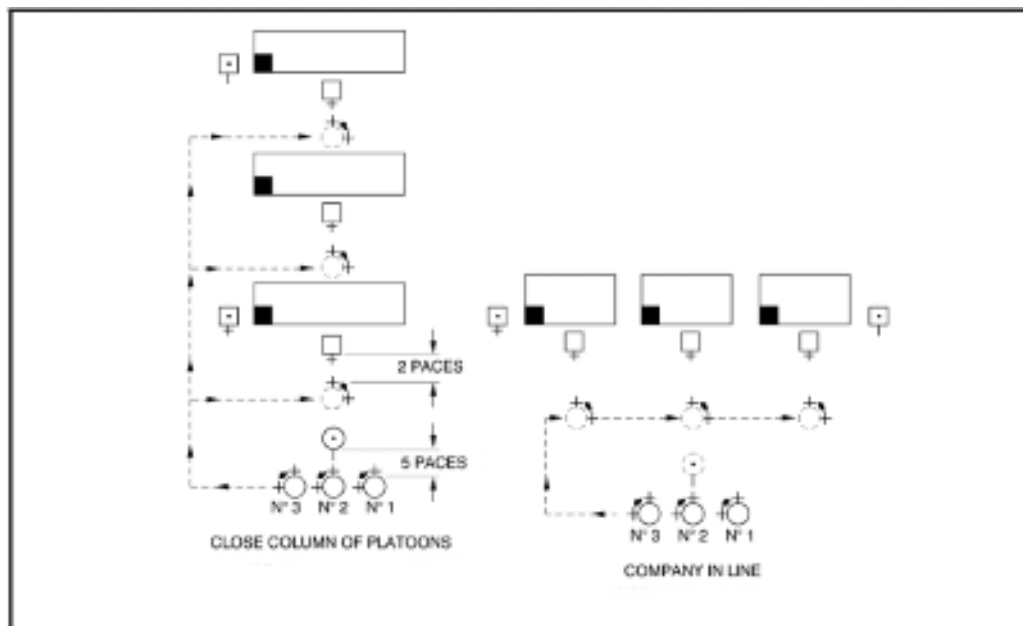 2 PACES
5 PACES
N° 3 N° 2 N° 1
CLOSE COLUMN OF PLATOONS
N° 3 N° 2 N° 1
COMPANY IN LINE